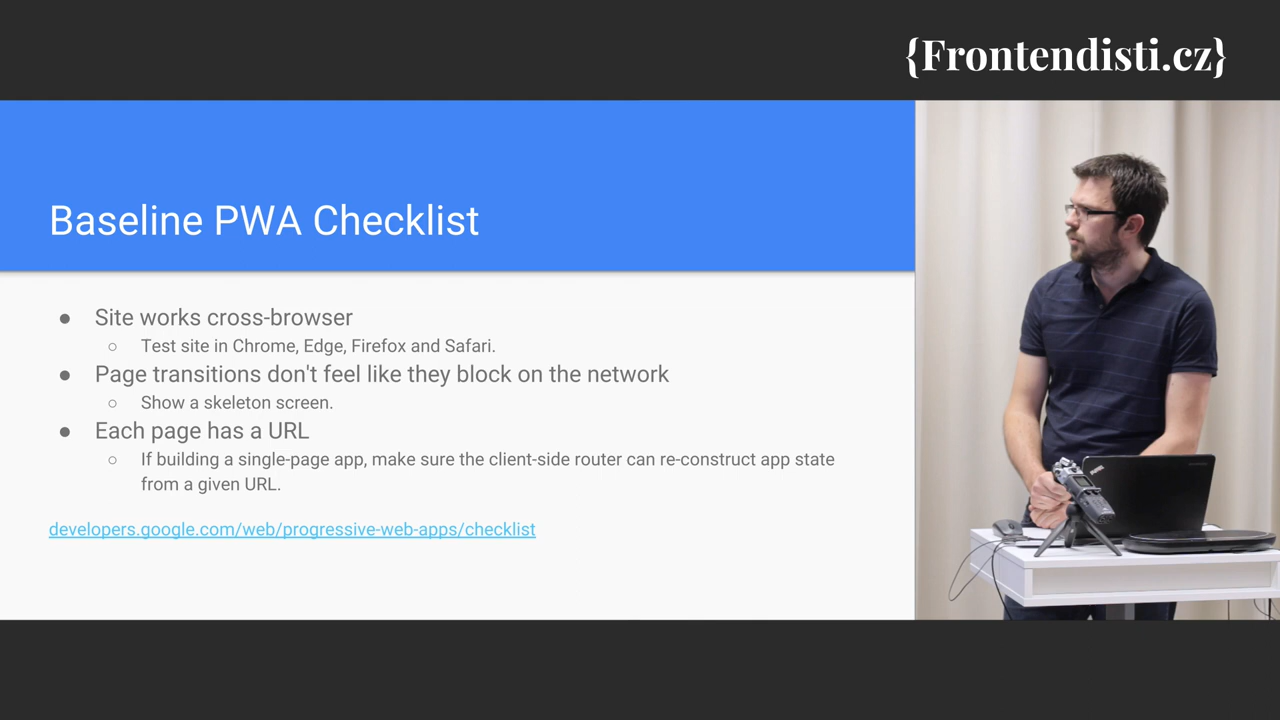 {Frontendisti.cz}
Baseline PWA Checklist
● Site works cross-browser
○ Test site in Chrome, Edge, Firefox and Safari.
● Page transitions don't feel like they block on the network
○ Show a skeleton screen.
● Each page has a URL
○ If building a single-page app, make sure the client-side router can re-construct app state
from a given URL.
developers.google.com/web/progressive-web-apps/checklist